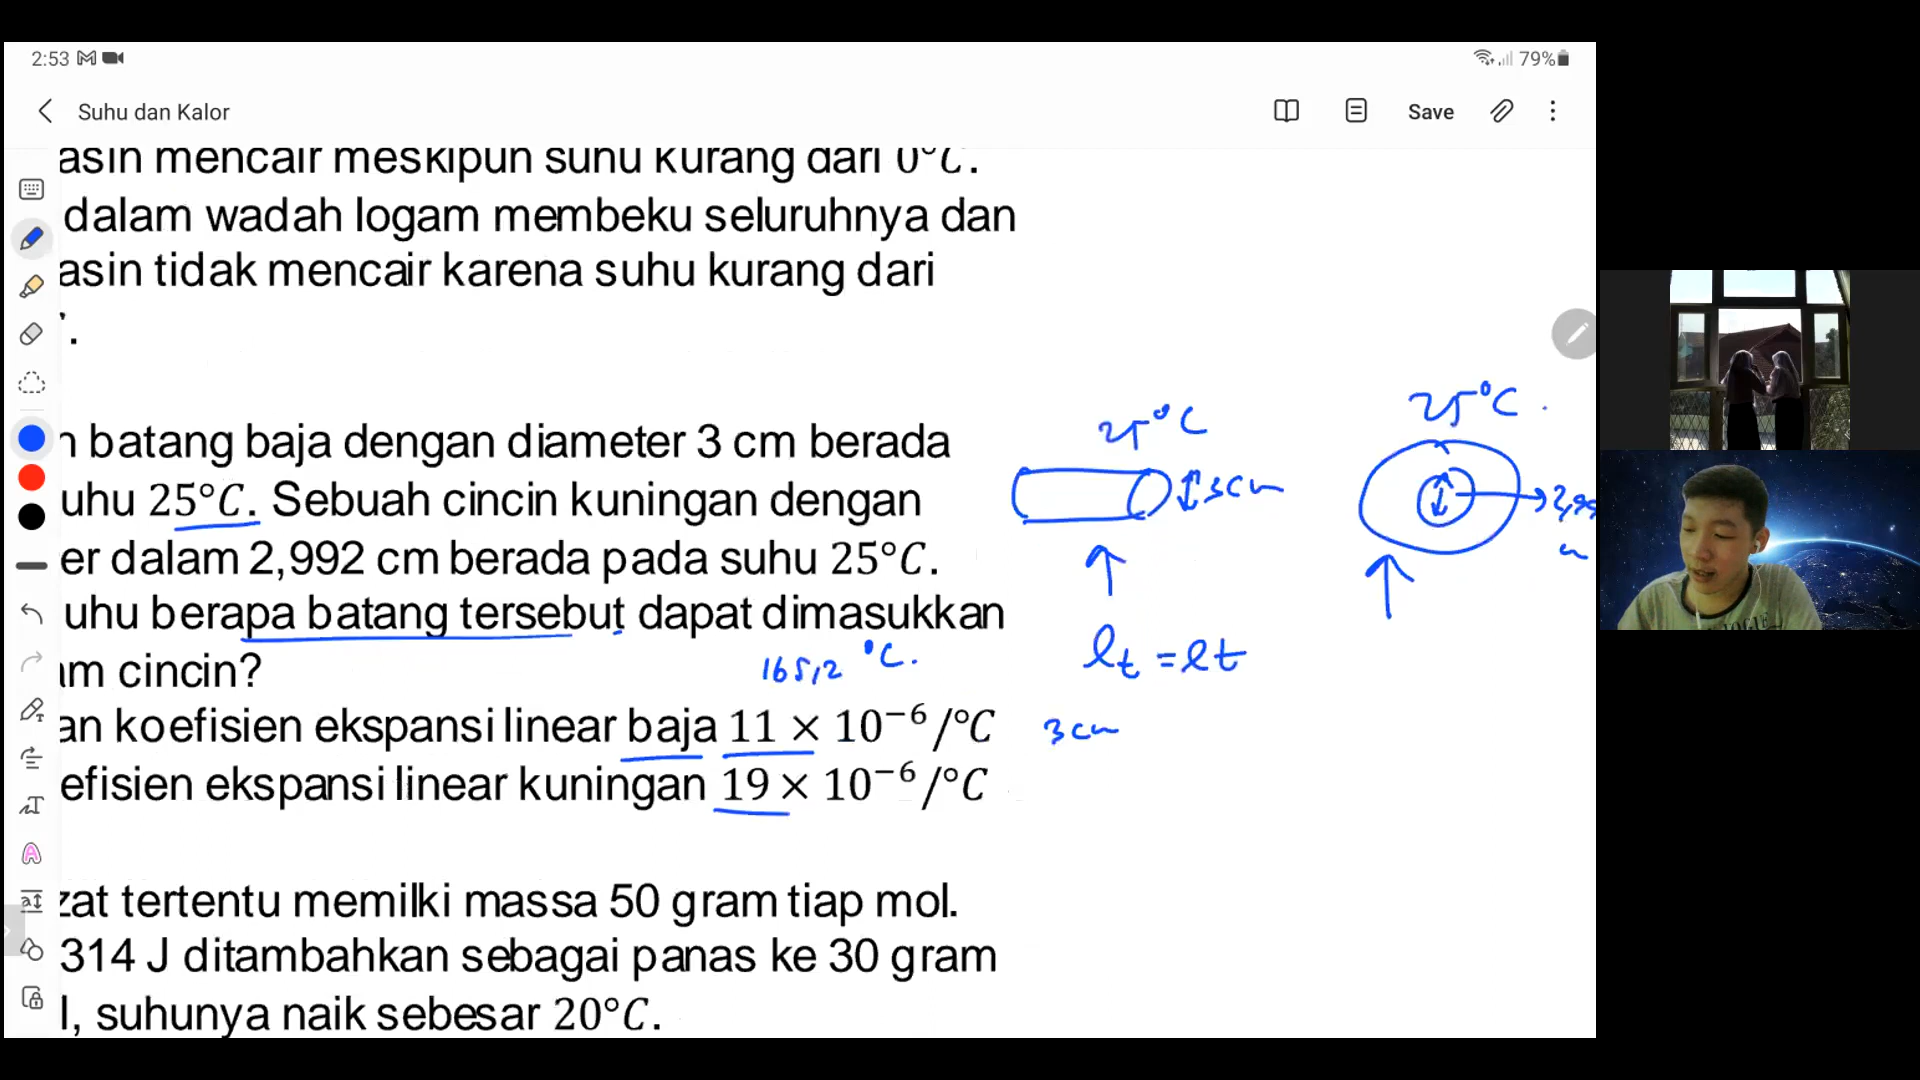 2:53
79%
Suhu dan Kalor
Save
asin mencair meskipun suhu kurang dari 0°C.
dalam wadah logam membeku seluruhnya dan
asin tidak mencair karena suhu kurang dari
.
25°C
25°C.
n batang baja dengan diameter 3 cm berada
uhu 25°C. Sebuah cincin kuningan dengan
3cm
er dalam 2,992 cm berada pada suhu 25°C.
uhu berapa batang tersebut dapat dimasukkan
am cincin?
165,2 °C.
lt = lt
an koefisien ekspansi linear baja 11 × 10⁻⁶/°C
3 cm
efisien ekspansi linear kuningan 19 × 10⁻⁶/°C
zat tertentu memilki massa 50 gram tiap mol.
314 J ditambahkan sebagai panas ke 30 gram
l, suhunya naik sebesar 20°C.